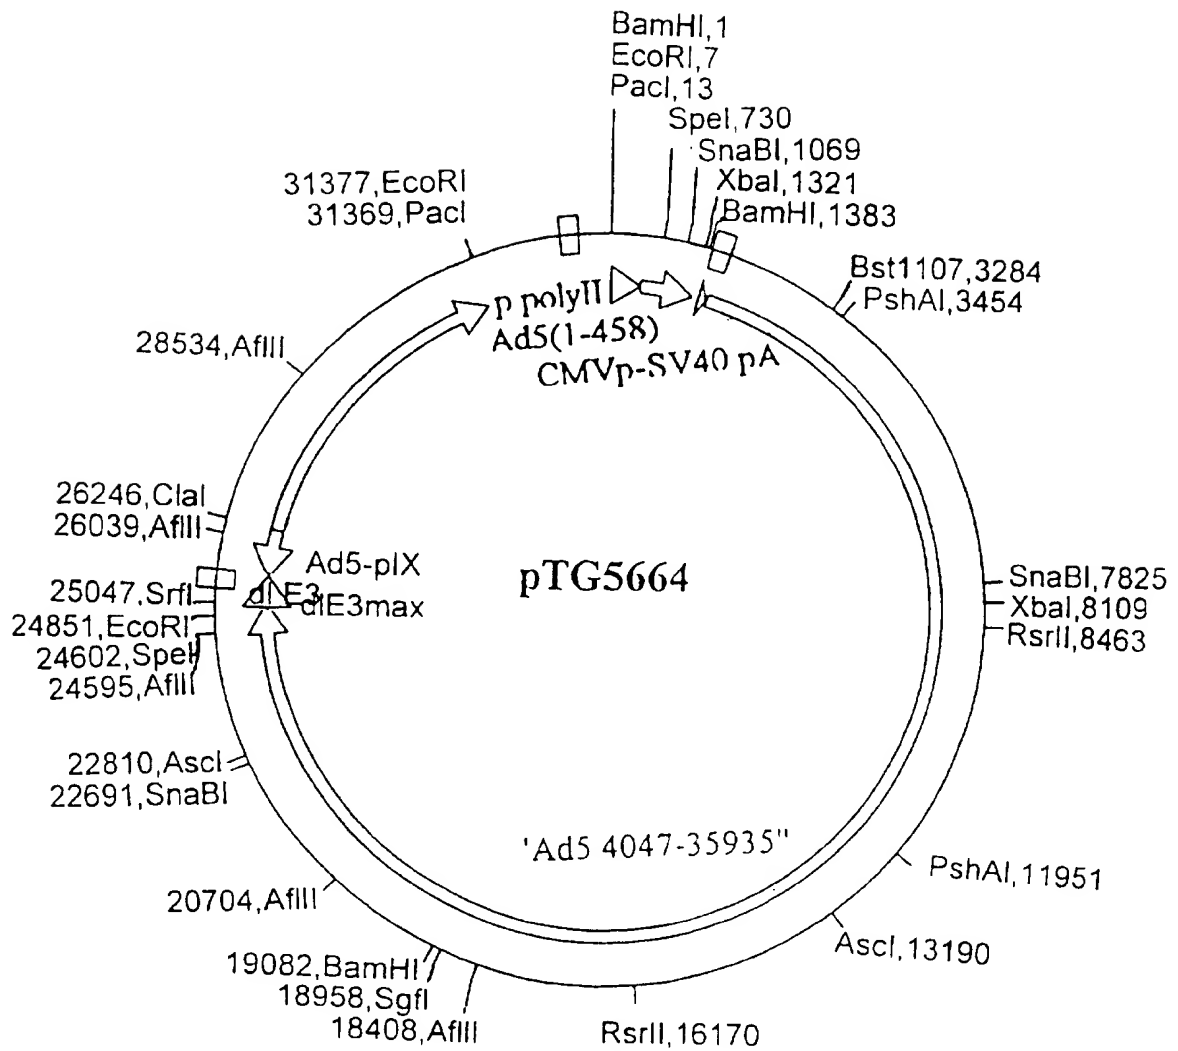 BamHI,1
EcoRI,7
PacI,13
SpeI,730
SnaBI,1069
XbaI,1321
BamHI,1383
Bst1107,3284
PshAI,3454
SnaBI,7825
XbaI,8109
RsrII,8463
PshAI,11951
AscI,13190
RsrII,16170
18408,AflII
18958,SgfI
19082,BamHI
20704,AflII
22691,SnaBI
22810,AscI
24595,AflII
24602,SpeI
24851,EcoRI
25047,SrfI
26039,AflII
26246,ClaI
28534,AflII
31369,PacI
31377,EcoRI
p polyII
Ad5(1-458)
CMVp-SV40 pA
Ad5-pIX
dlE3
dlE3max
pTG5664
'Ad5 4047-35935"